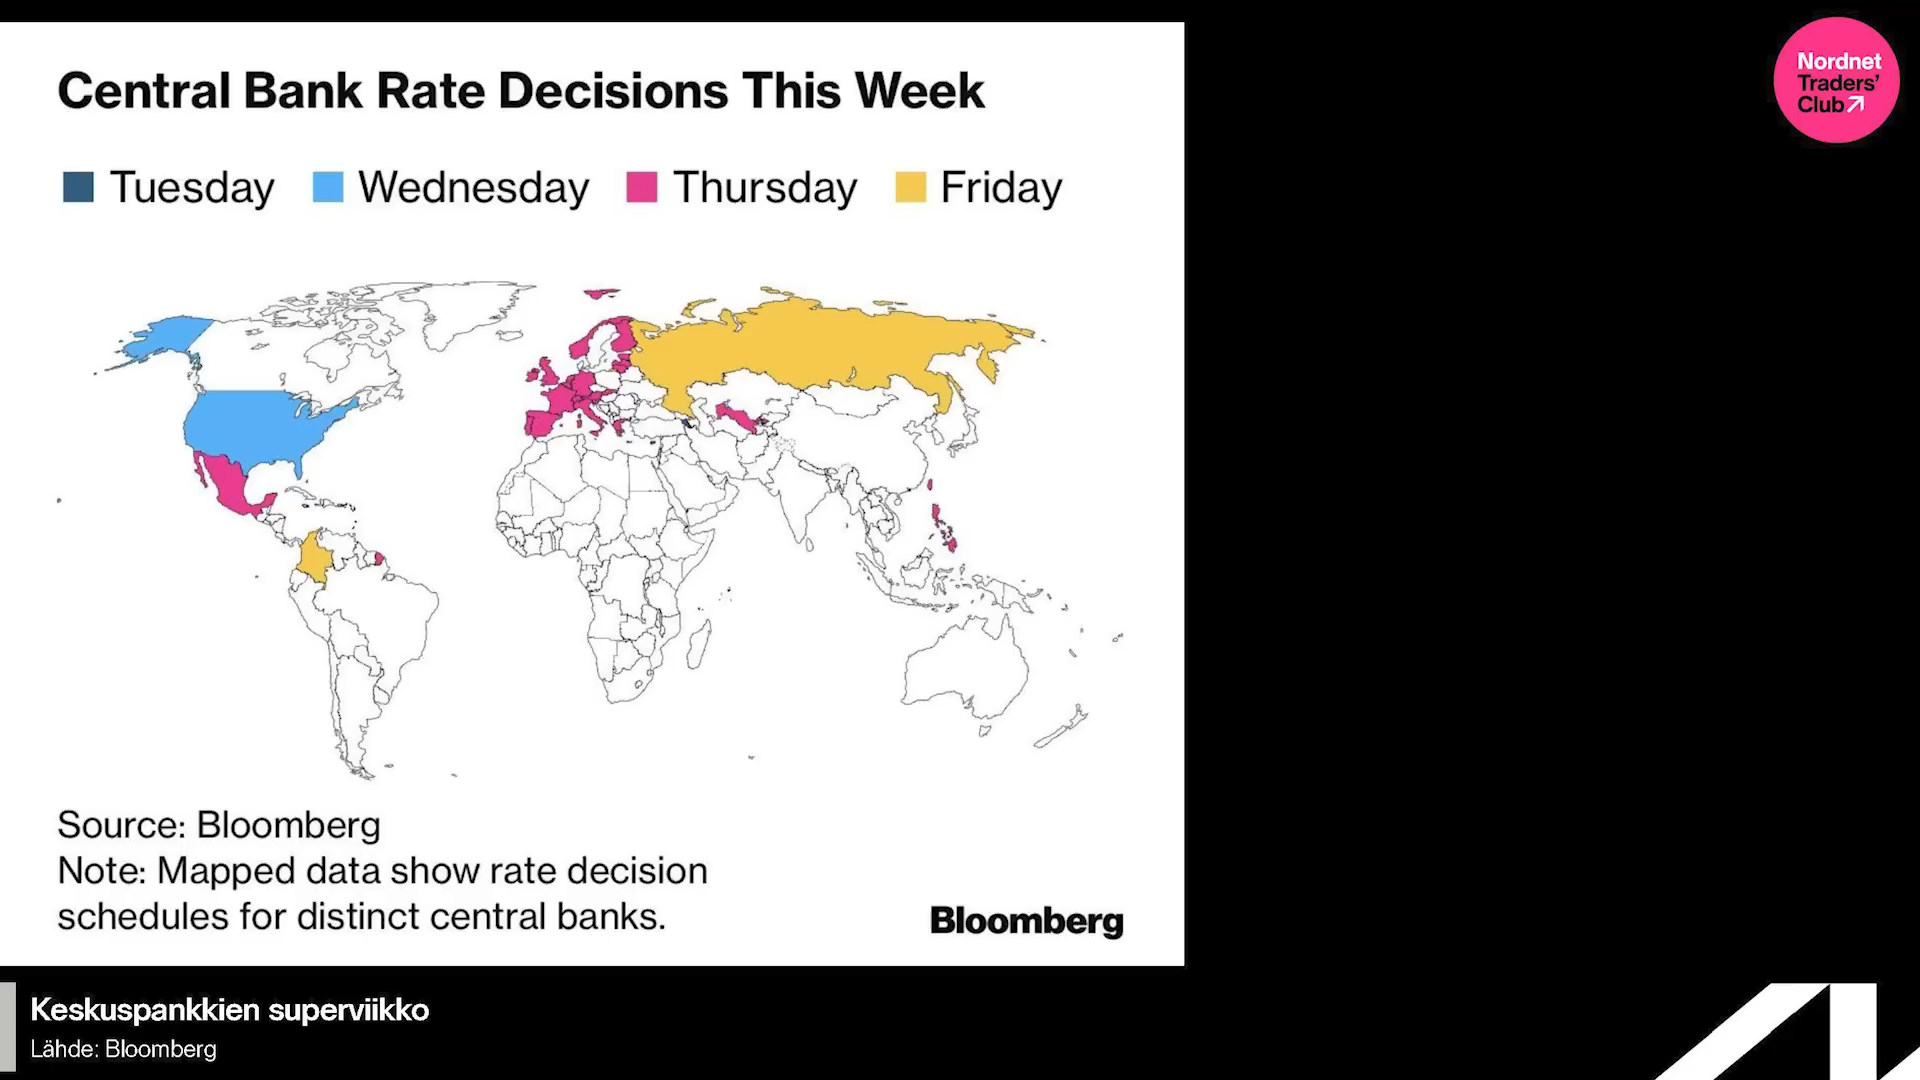 Central Bank Rate Decisions This Week
Tuesday Wednesday Thursday Friday
Source: Bloomberg
Note: Mapped data show rate decision
schedules for distinct central banks.
Bloomberg
Nordnet
Traders'
Club
Keskuspankkien superviikko
Lähde: Bloomberg